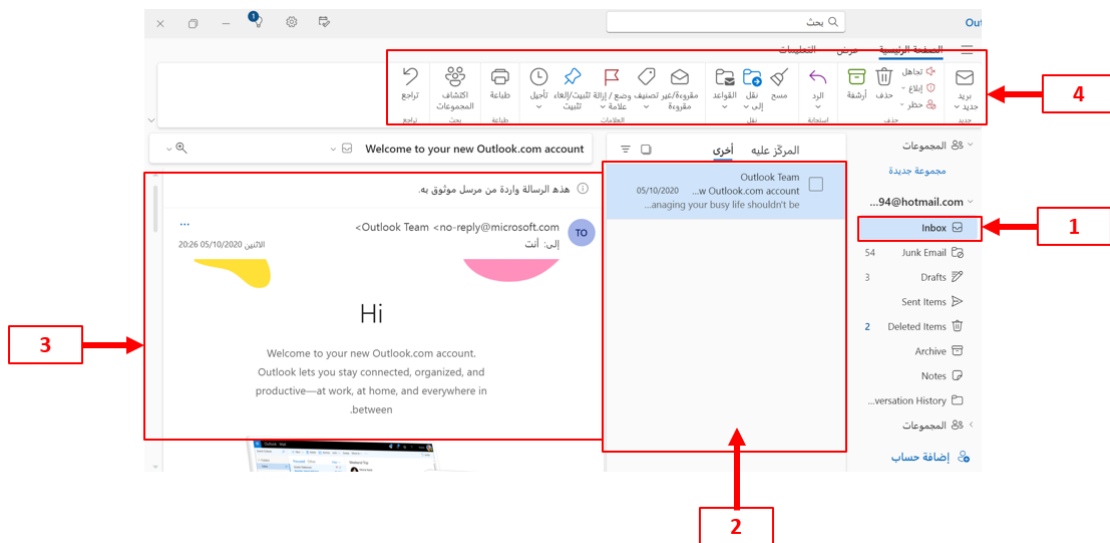 Out
بحث
1
الصفحة الرئيسية
عرض
التعليمات
بريد جديد
تجاهل
إبلاغ
حظر
حذف
أرشفة
الرد
مسح
نقل إلى
القواعد
مقروءة/غير مقروءة
تصنيف
وضع / إزالة علامة
تثبيت/إلغاء تثبيت
تأجيل
طباعة
اكتشاف المجموعات
تراجع
جديد
حذف
استجابة
نقل
العلامات
طباعة
بحث
تراجع
4
المجموعات
مجموعة جديدة
...94@hotmail.com
Inbox
1
Junk Email 54
Drafts 3
Sent Items
Deleted Items 2
Archive
Notes
...versation History
المجموعات
إضافة حساب
المركّز عليه
أخرى
Outlook Team
...w Outlook.com account 05/10/2020
...anaging your busy life shouldn't be
2
Welcome to your new Outlook.com account
هذه الرسالة واردة من مرسل موثوق به.
TO
Outlook Team <no-reply@microsoft.com>
إلى: أنت
الاثنين 05/10/2020 20:26
Hi
Welcome to your new Outlook.com account.
Outlook lets you stay connected, organized, and
productive—at work, at home, and everywhere in
between.
3